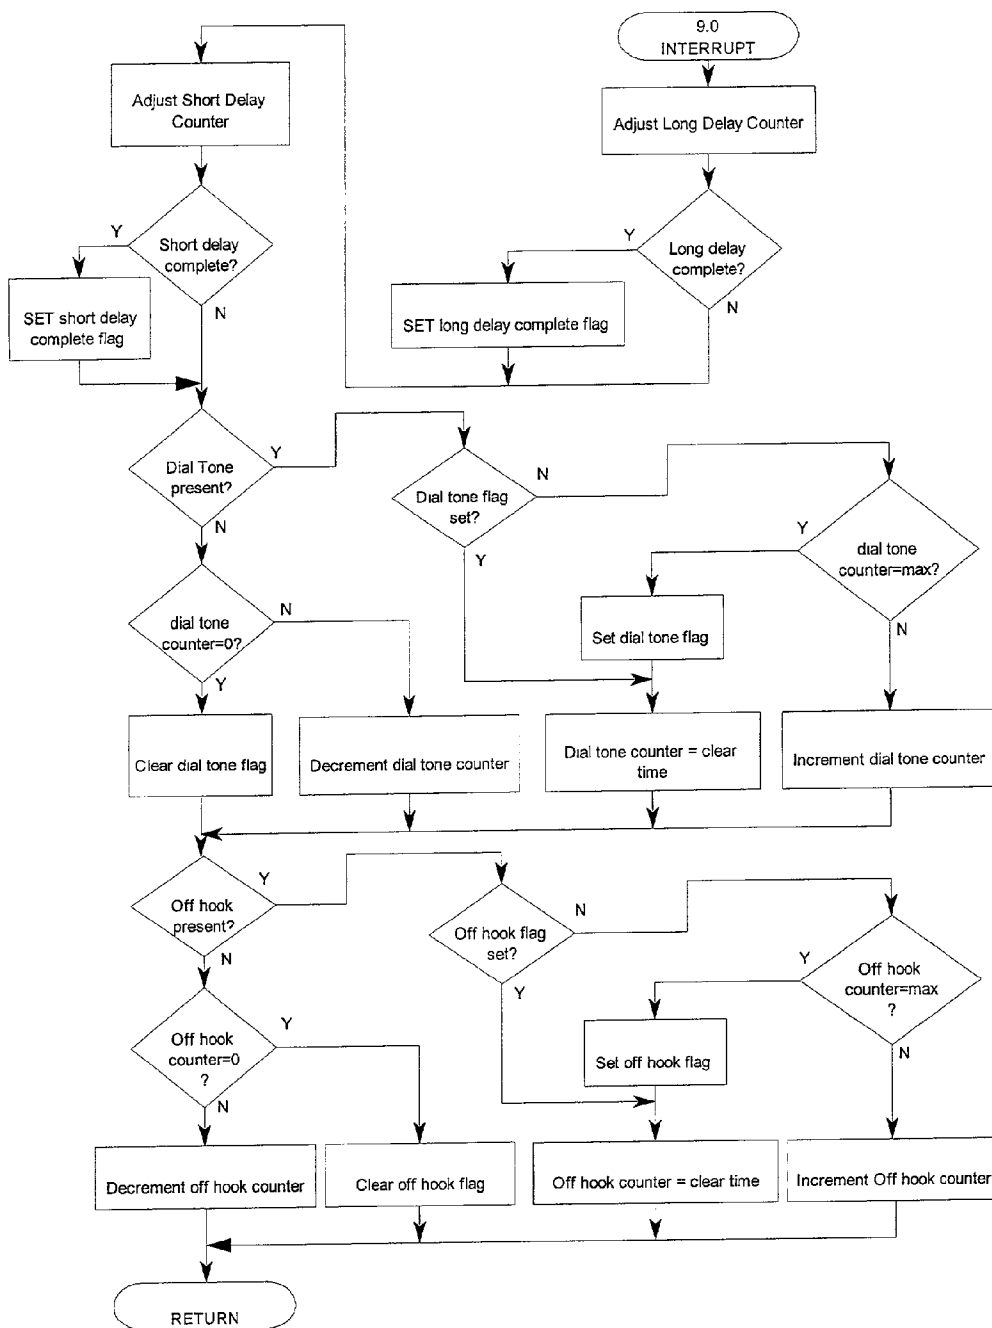 9.0
INTERRUPT
Adjust Long Delay Counter
Long delay
complete?
Y
N
SET long delay complete flag
Adjust Short Delay
Counter
Short delay
complete?
Y
N
SET short delay
complete flag
Dial Tone
present?
Y
N
Dial tone flag
set?
N
Y
dial tone
counter=max?
Y
N
Set dial tone flag
dial tone
counter=0?
N
Y
Clear dial tone flag
Decrement dial tone counter
Dial tone counter = clear
time
Increment dial tone counter
Off hook
present?
Y
N
Off hook flag
set?
N
Y
Off hook
counter=max
?
Y
N
Set off hook flag
Off hook
counter=0
?
Y
N
Decrement off hook counter
Clear off hook flag
Off hook counter = clear time
Increment Off hook counter
RETURN